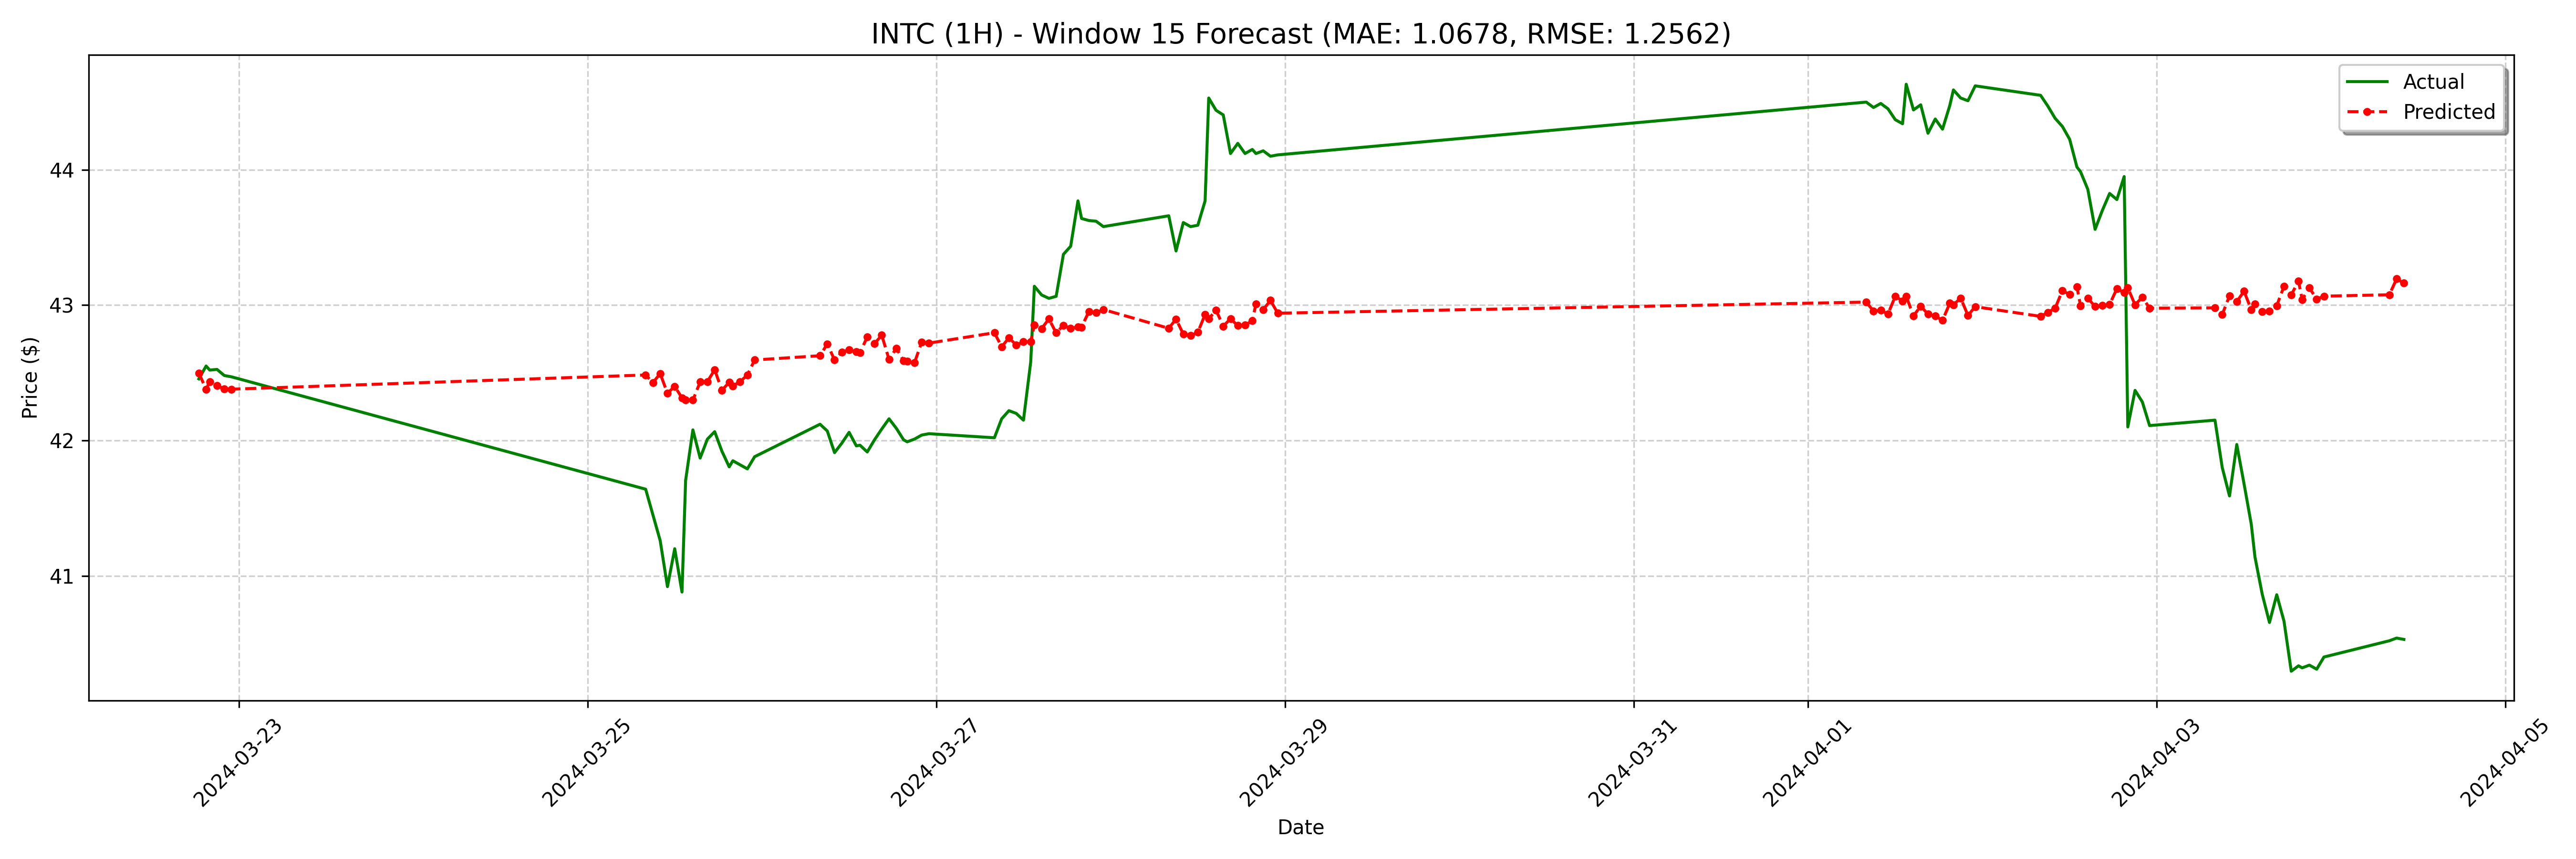 INTC (1H) - Window 15 Forecast (MAE: 1.0678, RMSE: 1.2562)
Actual
Predicted
Price ($)
44
43
42
41
2024-03-23
2024-03-25
2024-03-27
2024-03-29
2024-03-31
2024-04-01
2024-04-03
2024-04-05
Date